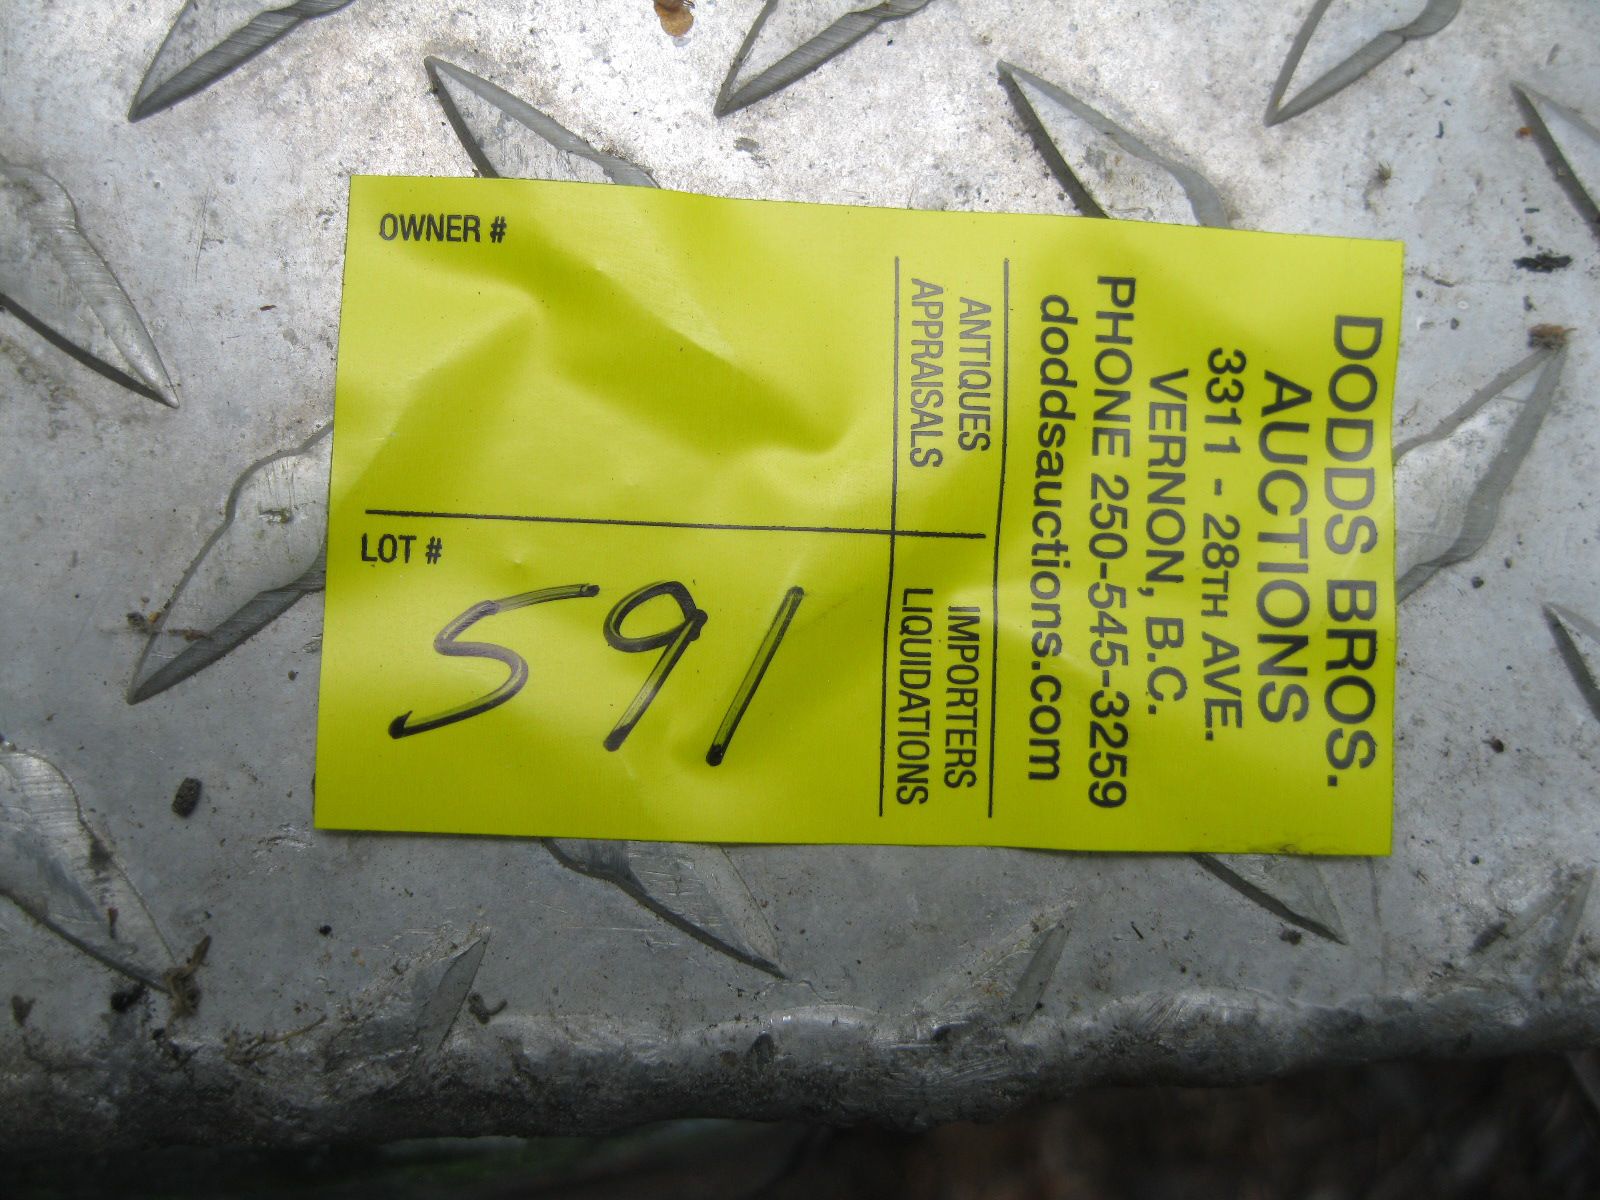 DODDS BROS.
AUCTIONS
3311 - 28TH AVE.
VERNON, B.C.
PHONE 250-545-3259
doddsauctions.com
ANTIQUES
APPRAISALS
IMPORTERS
LIQUIDATIONS
OWNER #
LOT #
591